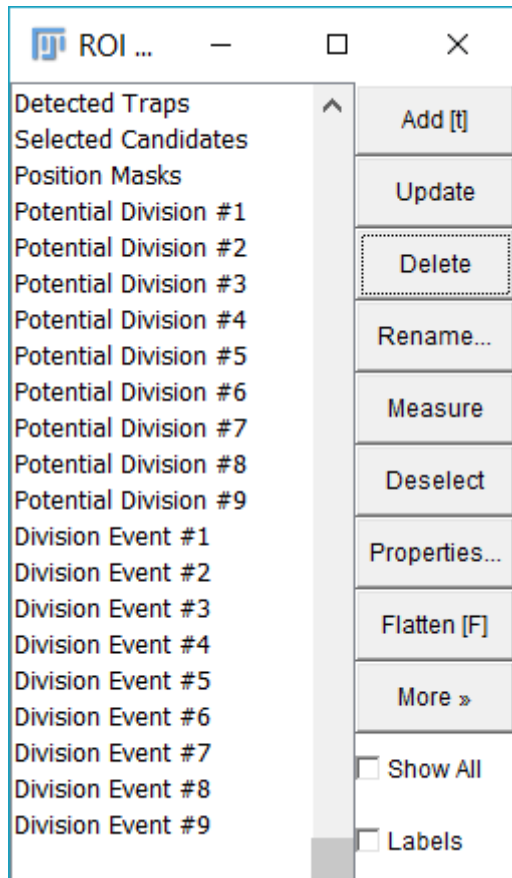 ROI ...
Detected Traps
Selected Candidates
Position Masks
Potential Division #1
Potential Division #2
Potential Division #3
Potential Division #4
Potential Division #5
Potential Division #6
Potential Division #7
Potential Division #8
Potential Division #9
Division Event #1
Division Event #2
Division Event #3
Division Event #4
Division Event #5
Division Event #6
Division Event #7
Division Event #8
Division Event #9
Add [t]
Update
Delete
Rename...
Measure
Deselect
Properties...
Flatten [F]
More »
Show All
Labels